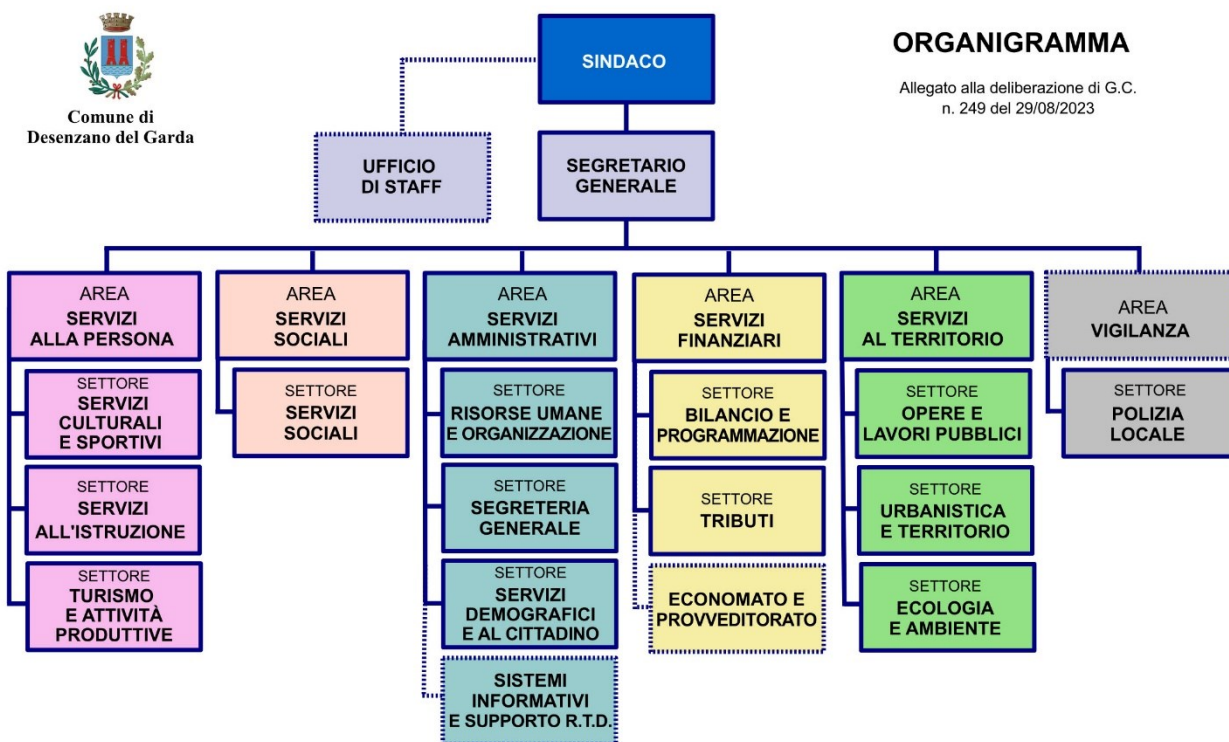 Comune di
Desenzano del Garda
SINDACO
ORGANIGRAMMA
Allegato alla deliberazione di G.C.
n. 249 del 29/08/2023
UFFICIO
DI STAFF
SEGRETARIO
GENERALE
AREA
SERVIZI
ALLA PERSONA
SETTORE
SERVIZI
CULTURALI
E SPORTIVI
SETTORE
SERVIZI
ALL'ISTRUZIONE
SETTORE
TURISMO
E ATTIVITÀ
PRODUTTIVE
AREA
SERVIZI
SOCIALI
SETTORE
SERVIZI
SOCIALI
AREA
SERVIZI
AMMINISTRATIVI
SETTORE
RISORSE UMANE
E ORGANIZZAZIONE
SETTORE
SEGRETERIA
GENERALE
SETTORE
SERVIZI
DEMOGRAFICI
E AL CITTADINO
SISTEMI
INFORMATIVI
E SUPPORTO R.T.D.
AREA
SERVIZI
FINANZIARI
SETTORE
BILANCIO E
PROGRAMMAZIONE
SETTORE
TRIBUTI
ECONOMATO E
PROVVEDITORATO
AREA
SERVIZI
AL TERRITORIO
SETTORE
OPERE E
LAVORI PUBBLICI
SETTORE
URBANISTICA
E TERRITORIO
SETTORE
ECOLOGIA
E AMBIENTE
AREA
VIGILANZA
SETTORE
POLIZIA
LOCALE